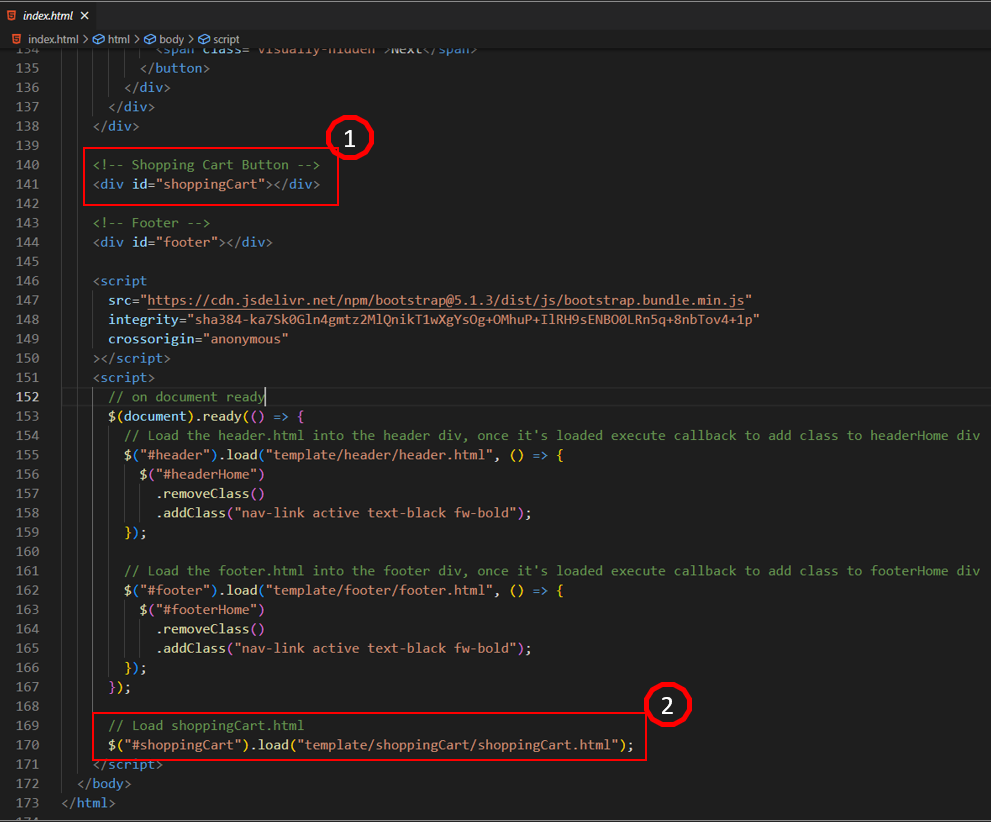 index.html
index.html > html > body > script
134 <span class="visually-hidden">Next</span>
135 </button>
136 </div>
137 </div>
138 </div>
139
1
140 <!-- Shopping Cart Button -->
141 <div id="shoppingCart"></div>
142
143 <!-- Footer -->
144 <div id="footer"></div>
145
146 <script
147 src="https://cdn.jsdelivr.net/npm/bootstrap@5.1.3/dist/js/bootstrap.bundle.min.js"
148 integrity="sha384-ka7Sk0Gln4gmtz2MlQnikT1wXgYsOg+OMhuP+IlRH9sENBO0LRn5q+8nbTov4+1p"
149 crossorigin="anonymous"
150 ></script>
151 <script>
152 // on document ready
153 $(document).ready(() => {
154 // Load the header.html into the header div, once it's loaded execute callback to add class to headerHome div
155 $("#header").load("template/header/header.html", () => {
156 $("#headerHome")
157 .removeClass()
158 .addClass("nav-link active text-black fw-bold");
159 });
160
161 // Load the footer.html into the footer div, once it's loaded execute callback to add class to footerHome div
162 $("#footer").load("template/footer/footer.html", () => {
163 $("#footerHome")
164 .removeClass()
165 .addClass("nav-link active text-black fw-bold");
166 });
167 });
168
2
169 // Load shoppingCart.html
170 $("#shoppingCart").load("template/shoppingCart/shoppingCart.html");
171 </script>
172 </body>
173 </html>
174